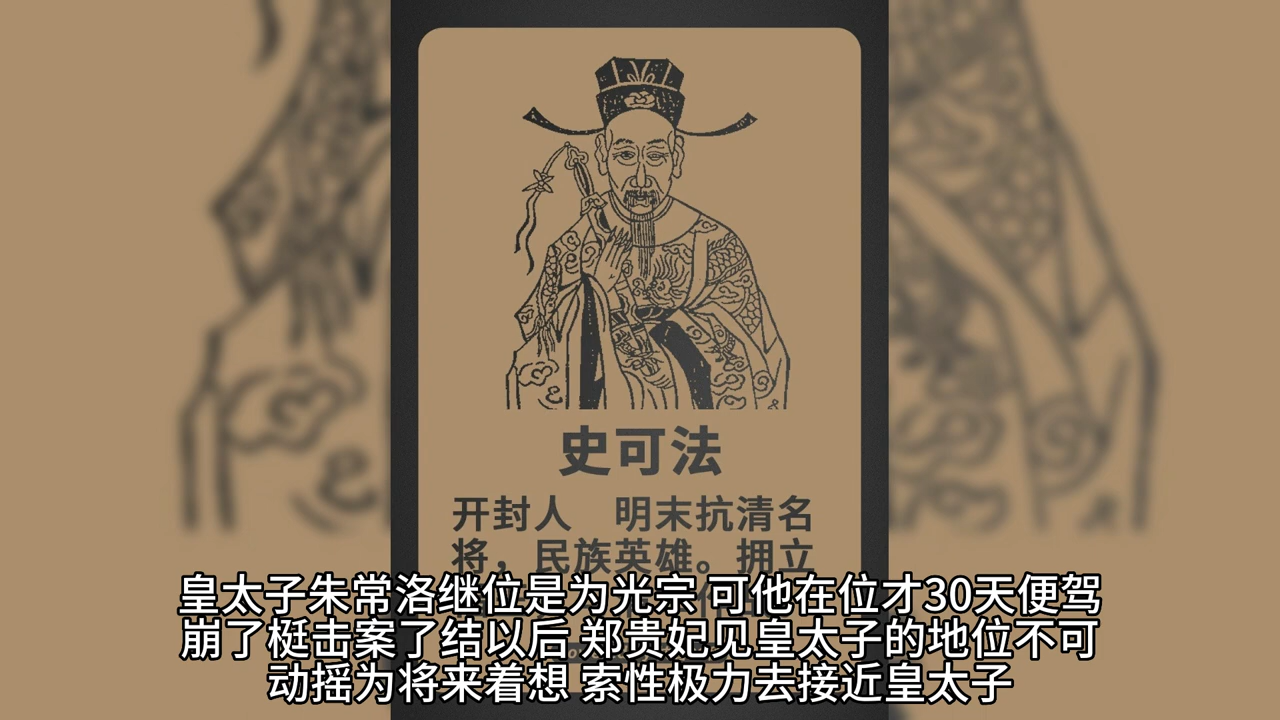 史可法
开封人 明末抗清名
将，民族英雄。拥立
皇太子朱常洛继位是为光宗 可他在位才30天便驾
崩了梃击案了结以后 郑贵妃见皇太子的地位不可
动摇为将来着想 索性极力去接近皇太子